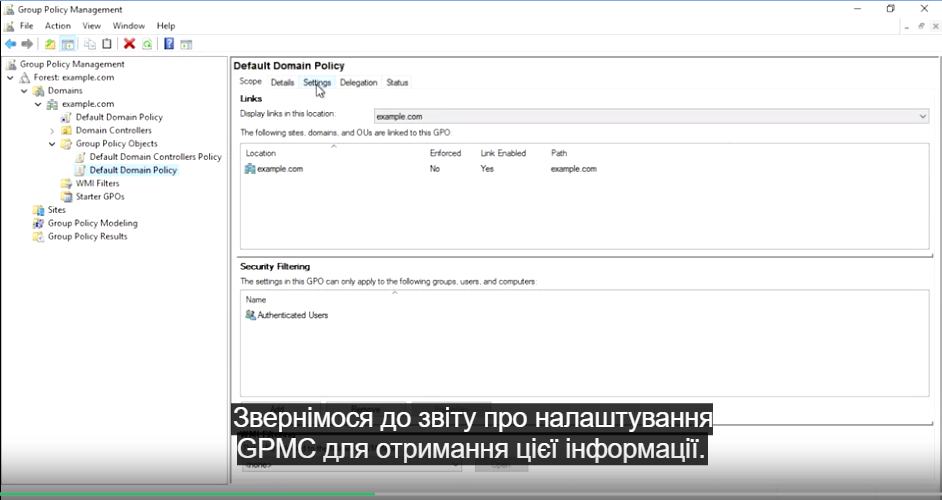 Group Policy Management
File Action View Window Help
Group Policy Management
Forest: example.com
Domains
example.com
Default Domain Policy
Domain Controllers
Group Policy Objects
Default Domain Controllers Policy
Default Domain Policy
WMI Filters
Starter GPOs
Sites
Group Policy Modeling
Group Policy Results
Default Domain Policy
Scope Details Settings Delegation Status
Links
Display links in this location: example.com
The following sites, domains, and OUs are linked to this GPO:
Location Enforced Link Enabled Path
example.com No Yes example.com
Security Filtering
The settings in this GPO can only apply to the following groups, users, and computers:
Name
Authenticated Users
Звернімося до звіту про налаштування
GPMC для отримання цієї інформації.
<none> Open